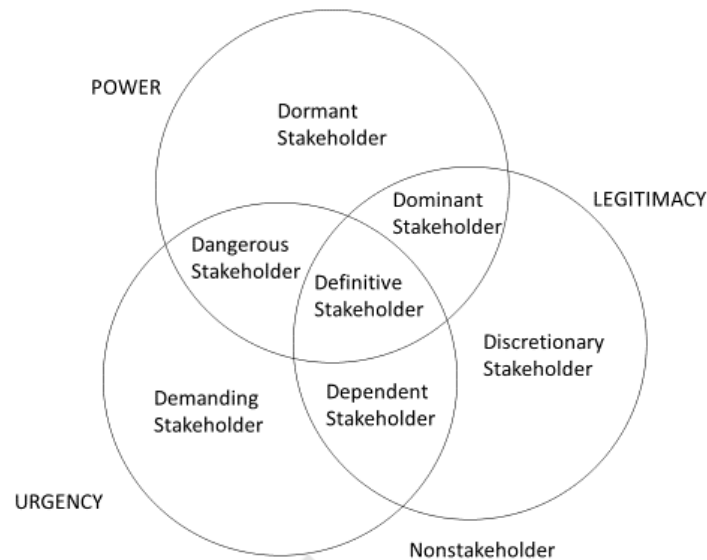 POWER
Dormant
Stakeholder
LEGITIMACY
Dominant
Stakeholder
Dangerous
Stakeholder
Definitive
Stakeholder
Discretionary
Stakeholder
Demanding
Stakeholder
Dependent
Stakeholder
URGENCY
Nonstakeholder